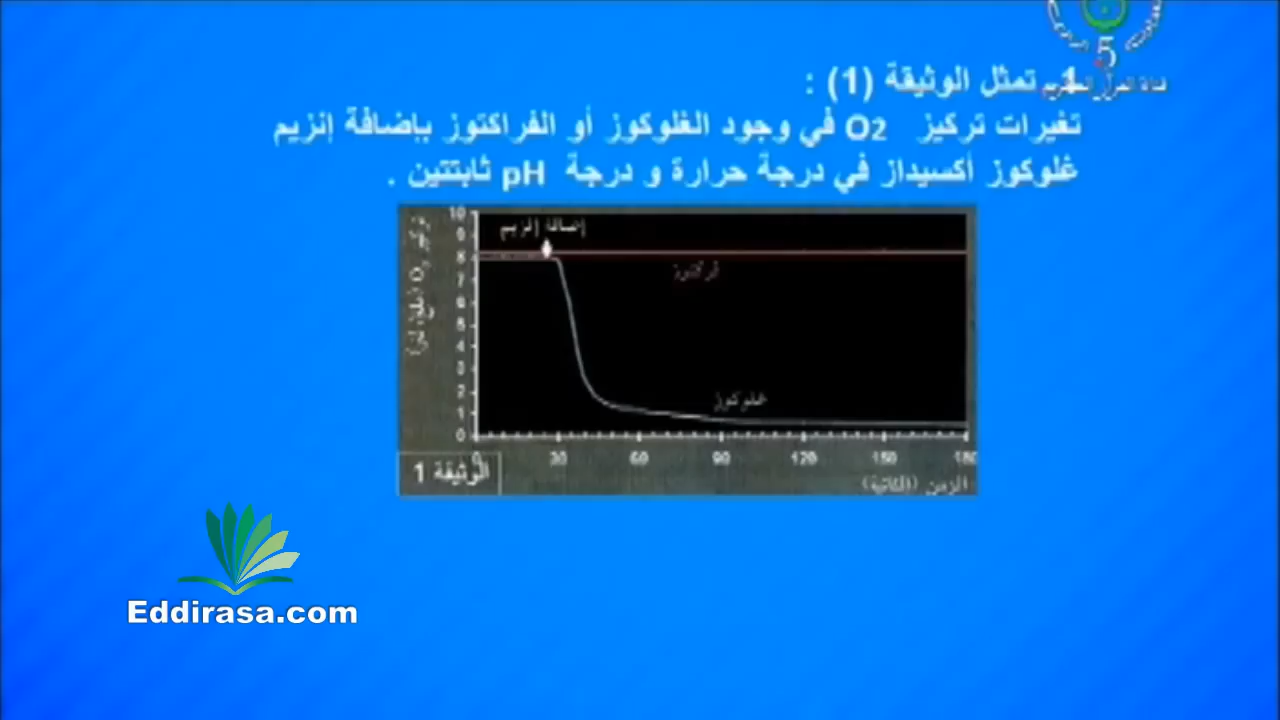 5
1- تمثل الوثيقة (1) :
تغيرات تركيز O2 في وجود الغلوكوز أو الفراكتوز بإضافة إنزيم
غلوكوز أكسيداز في درجة حرارة و درجة pH ثابتتين .
إضافة إنزيم
10
9
8
7
6
5
4
3
2
1
0
غلوكوز
0 30 60 90 120 150 180
الزمن (الثانية)
الوثيقة 1
Eddirasa.com